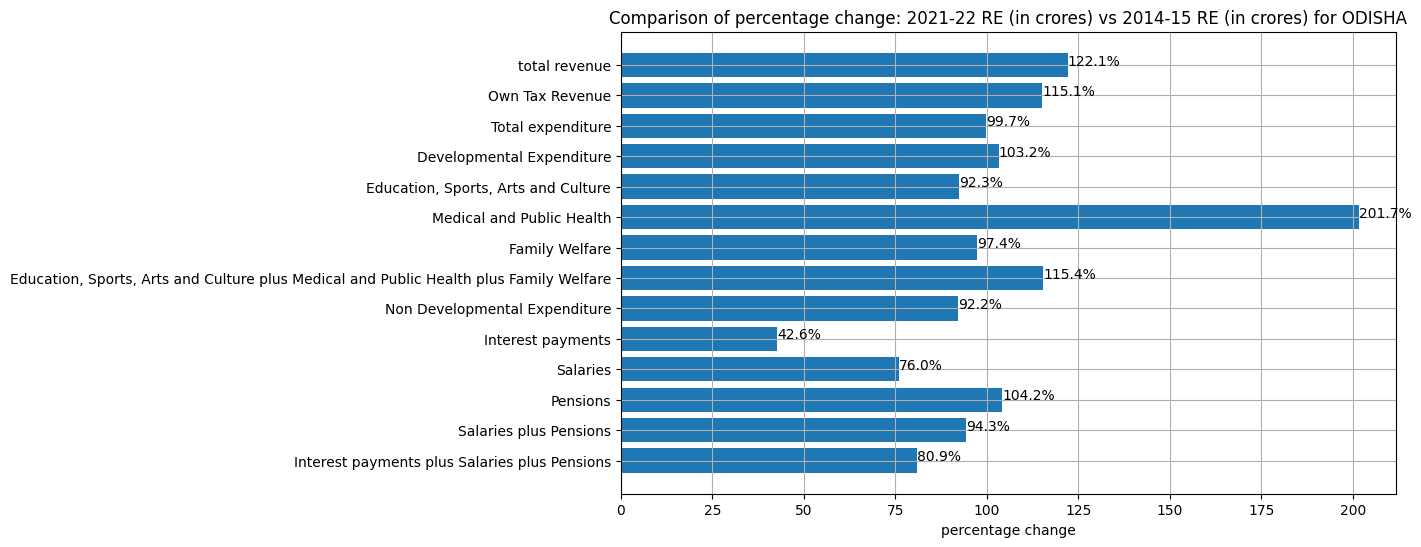 Comparison of percentage change: 2021-22 RE (in crores) vs 2014-15 RE (in crores) for ODISHA
total revenue 122.1%
Own Tax Revenue 115.1%
Total expenditure 99.7%
Developmental Expenditure 103.2%
Education, Sports, Arts and Culture 92.3%
Medical and Public Health 201.7%
Family Welfare 97.4%
Education, Sports, Arts and Culture plus Medical and Public Health plus Family Welfare 115.4%
Non Developmental Expenditure 92.2%
Interest payments 42.6%
Salaries 76.0%
Pensions 104.2%
Salaries plus Pensions 94.3%
Interest payments plus Salaries plus Pensions 80.9%
0 25 50 75 100 125 150 175 200
percentage change